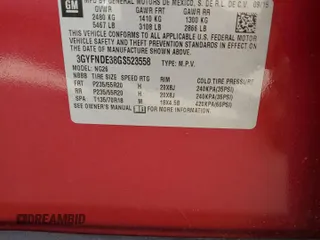 GM
MFD BY GENERAL MOTORS DE MEXICO, S. DE R.L. DE C.V. 09/15
GVWR GAWR FRT GAWR RR
2480 KG 1410 KG 1300 KG
5467 LB 3109 LB 2866 LB
THIS VEHICLE CONFORMS TO ALL APPLICABLE U.S. FEDERAL MOTOR VEHICLE SAFETY, BUMPER, AND THEFT PREVENTION STANDARDS IN EFFECT ON THE DATE OF MANUFACTURE SHOWN ABOVE.
3GYFNDE38GS523558 TYPE: M.P.V.
MODEL: NG26
NBBB TIRE SIZE SPEED RTG RIM COLD TIRE PRESSURE
FRT P235/55R20 H 20X8J 240KPA(35PSI)
RR P235/55R20 H 20X8J 240KPA(35PSI)
SPA T135/70R18 M 18X4.5B 420KPA(60PSI)
SEE OWNER'S MANUAL FOR MORE INFORMATION.
© DREAMBID